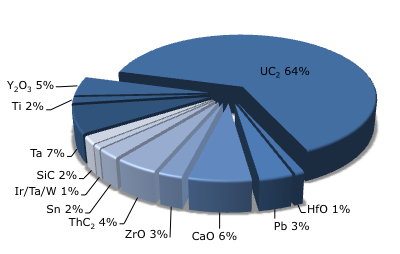 UC₂ 64%
Y₂O₃ 5%
Ti 2%
Ta 7%
SiC 2%
Ir/Ta/W 1%
Sn 2%
ThC₂ 4%
ZrO 3%
CaO 6%
Pb 3%
HfO 1%